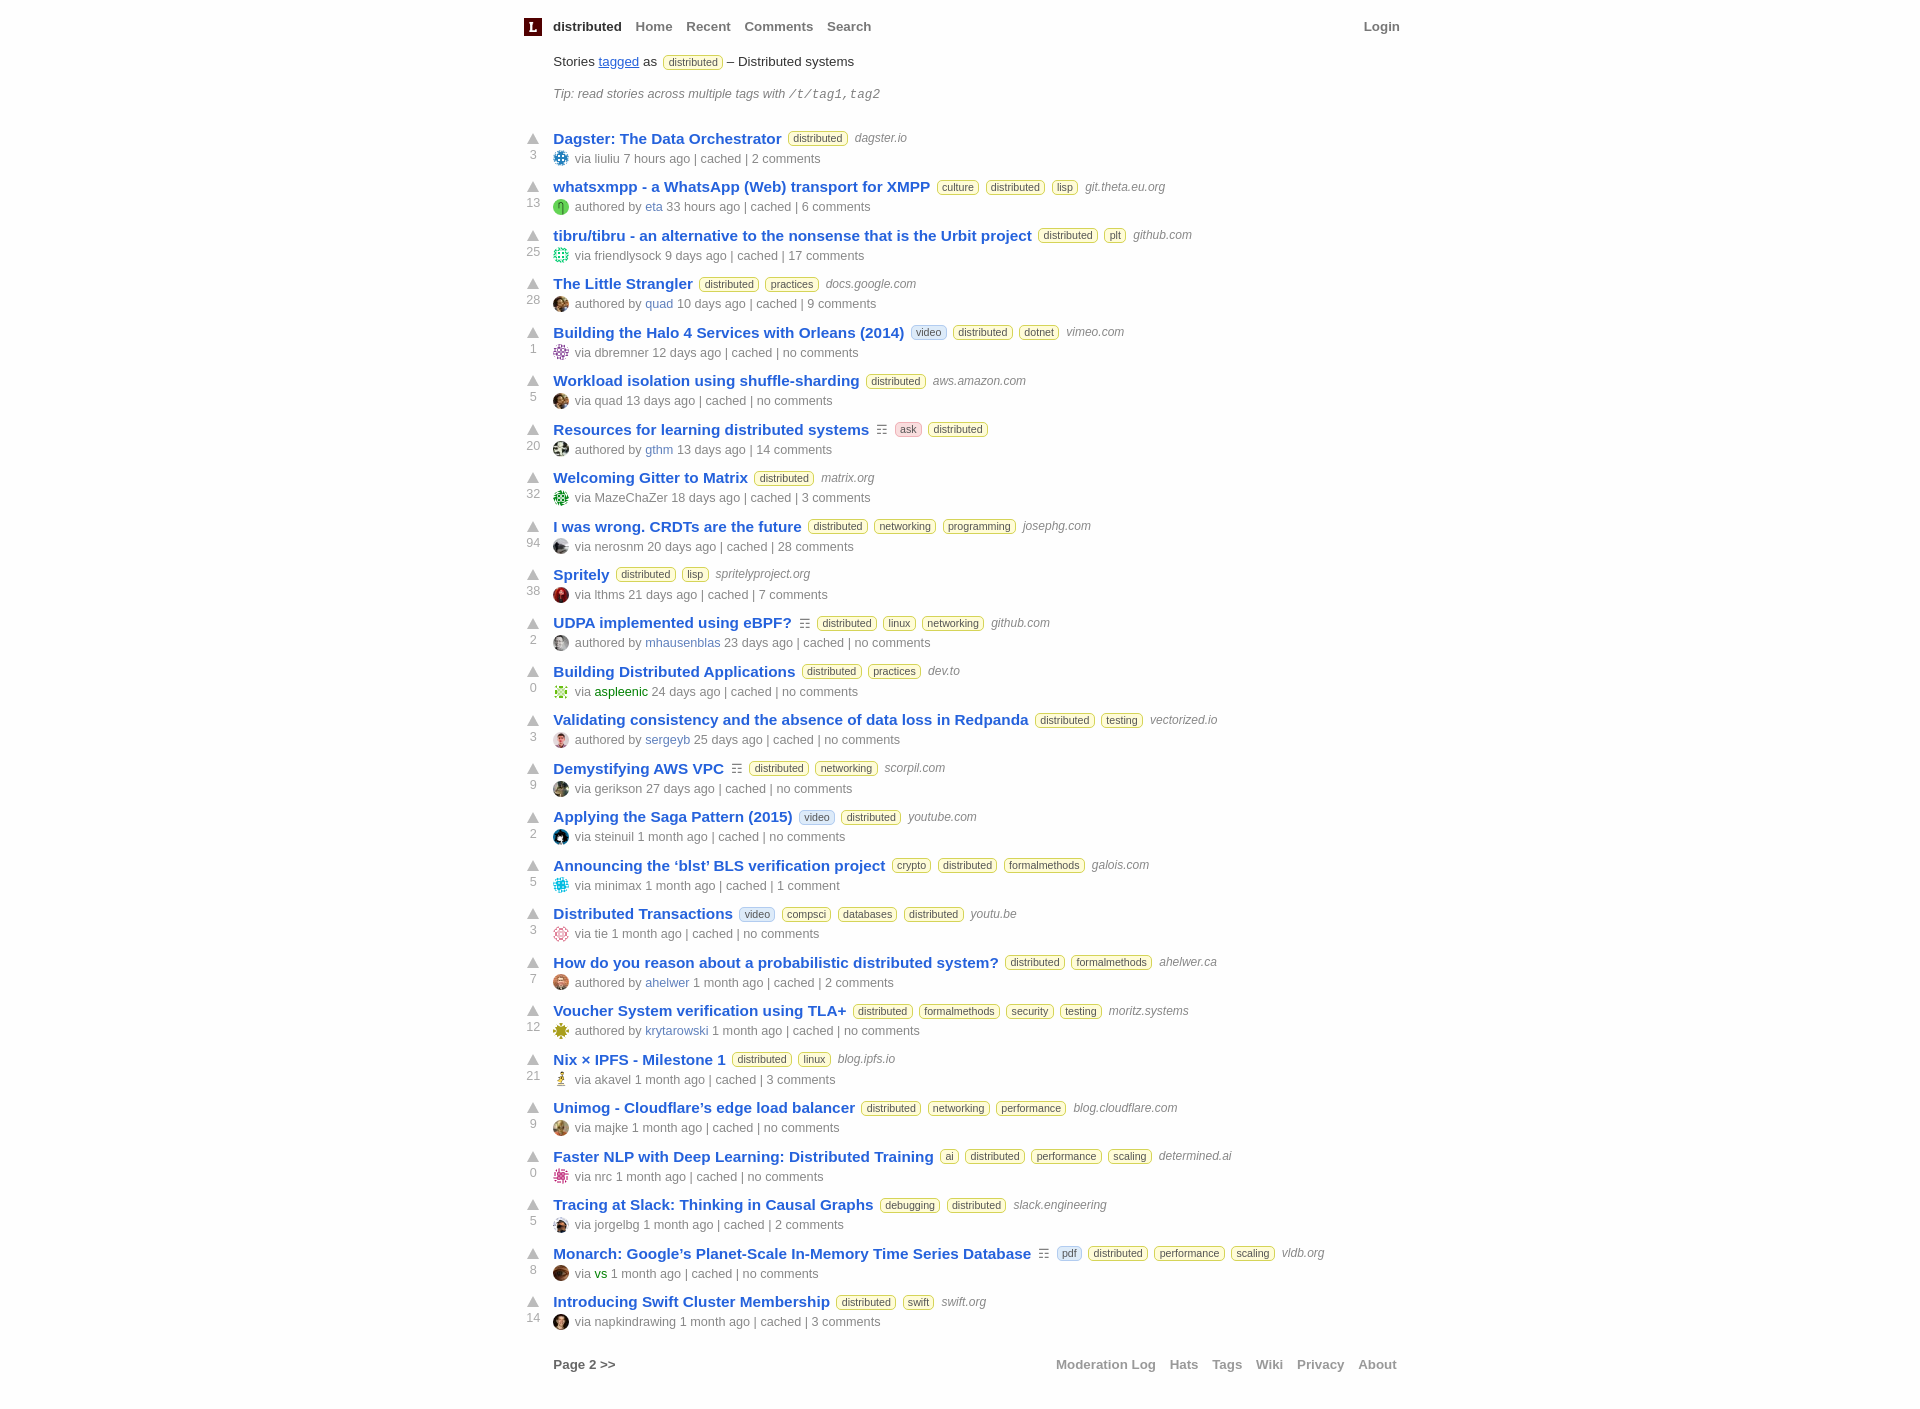 L distributed Home Recent Comments Search Login
Stories tagged as distributed – Distributed systems
Tip: read stories across multiple tags with /t/tag1,tag2
Dagster: The Data Orchestrator distributed dagster.io
3 via liuliu 7 hours ago | cached | 2 comments
whatsxmpp - a WhatsApp (Web) transport for XMPP culture distributed lisp git.theta.eu.org
13 authored by eta 33 hours ago | cached | 6 comments
tibru/tibru - an alternative to the nonsense that is the Urbit project distributed plt github.com
25 via friendlysock 9 days ago | cached | 17 comments
The Little Strangler distributed practices docs.google.com
28 authored by quad 10 days ago | cached | 9 comments
Building the Halo 4 Services with Orleans (2014) video distributed dotnet vimeo.com
1 via dbremner 12 days ago | cached | no comments
Workload isolation using shuffle-sharding distributed aws.amazon.com
5 via quad 13 days ago | cached | no comments
Resources for learning distributed systems ☶ ask distributed
20 authored by gthm 13 days ago | 14 comments
Welcoming Gitter to Matrix distributed matrix.org
32 via MazeChaZer 18 days ago | cached | 3 comments
I was wrong. CRDTs are the future distributed networking programming josephg.com
94 via nerosnm 20 days ago | cached | 28 comments
Spritely distributed lisp spritelyproject.org
38 via lthms 21 days ago | cached | 7 comments
UDPA implemented using eBPF? ☶ distributed linux networking github.com
2 authored by mhausenblas 23 days ago | cached | no comments
Building Distributed Applications distributed practices dev.to
0 via aspleenic 24 days ago | cached | no comments
Validating consistency and the absence of data loss in Redpanda distributed testing vectorized.io
3 authored by sergeyb 25 days ago | cached | no comments
Demystifying AWS VPC ☶ distributed networking scorpil.com
9 via gerikson 27 days ago | cached | no comments
Applying the Saga Pattern (2015) video distributed youtube.com
2 via steinuil 1 month ago | cached | no comments
Announcing the ‘blst’ BLS verification project crypto distributed formalmethods galois.com
5 via minimax 1 month ago | cached | 1 comment
Distributed Transactions video compsci databases distributed youtu.be
3 via tie 1 month ago | cached | no comments
How do you reason about a probabilistic distributed system? distributed formalmethods ahelwer.ca
7 authored by ahelwer 1 month ago | cached | 2 comments
Voucher System verification using TLA+ distributed formalmethods security testing moritz.systems
12 authored by krytarowski 1 month ago | cached | no comments
Nix × IPFS - Milestone 1 distributed linux blog.ipfs.io
21 via akavel 1 month ago | cached | 3 comments
Unimog - Cloudflare’s edge load balancer distributed networking performance blog.cloudflare.com
9 via majke 1 month ago | cached | no comments
Faster NLP with Deep Learning: Distributed Training ai distributed performance scaling determined.ai
0 via nrc 1 month ago | cached | no comments
Tracing at Slack: Thinking in Causal Graphs debugging distributed slack.engineering
5 via jorgelbg 1 month ago | cached | 2 comments
Monarch: Google’s Planet-Scale In-Memory Time Series Database ☶ pdf distributed performance scaling vldb.org
8 via vs 1 month ago | cached | no comments
Introducing Swift Cluster Membership distributed swift swift.org
14 via napkindrawing 1 month ago | cached | 3 comments
Page 2 >> Moderation Log Hats Tags Wiki Privacy About